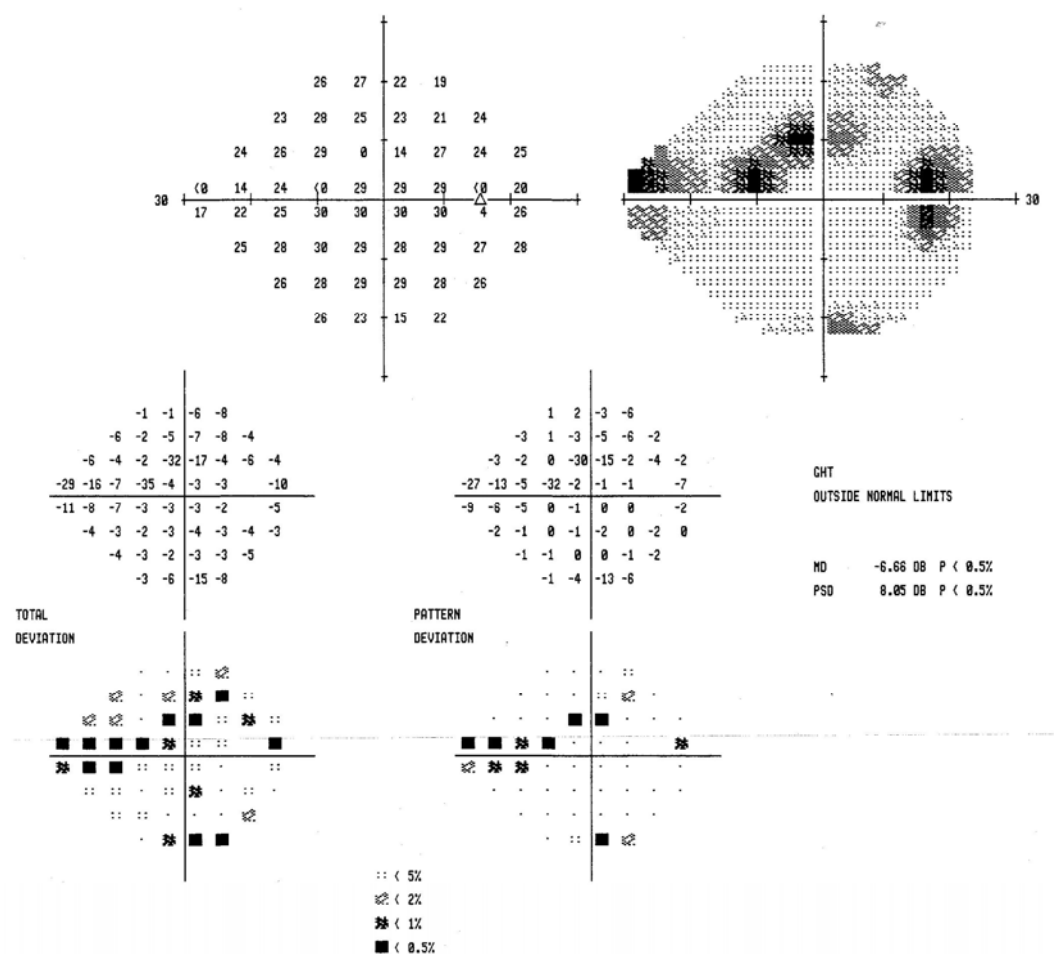 26 27 22 19
23 28 25 23 21 24
24 26 29 0 14 27 24 25
<0 14 24 <0 29 29 29 <0 20
30 30
17 22 25 30 30 30 30 4 26
25 28 30 29 28 29 27 28
26 28 29 29 28 26
26 23 15 22
-1 -1 -6 -8
-6 -2 -5 -7 -8 -4
-6 -4 -2 -32 -17 -4 -6 -4
-29 -16 -7 -35 -4 -3 -3 -10
-11 -8 -7 -3 -3 -3 -2 -5
-4 -3 -2 -3 -4 -3 -4 -3
-4 -3 -2 -3 -3 -5
-3 -6 -15 -8
TOTAL
DEVIATION
1 2 -3 -6
-3 1 -3 -5 -6 -2
-3 -2 0 -30 -15 -2 -4 -2
-27 -13 -5 -32 -2 -1 -1 -7
-9 -6 -5 0 -1 0 0 -2
-2 -1 0 -1 -2 0 -2 0
-1 -1 0 0 -1 -2
-1 -4 -13 -6
PATTERN
DEVIATION
GHT
OUTSIDE NORMAL LIMITS
MD -6.66 DB P < 0.5%
PSD 8.05 DB P < 0.5%
< 5%
< 2%
< 1%
< 0.5%